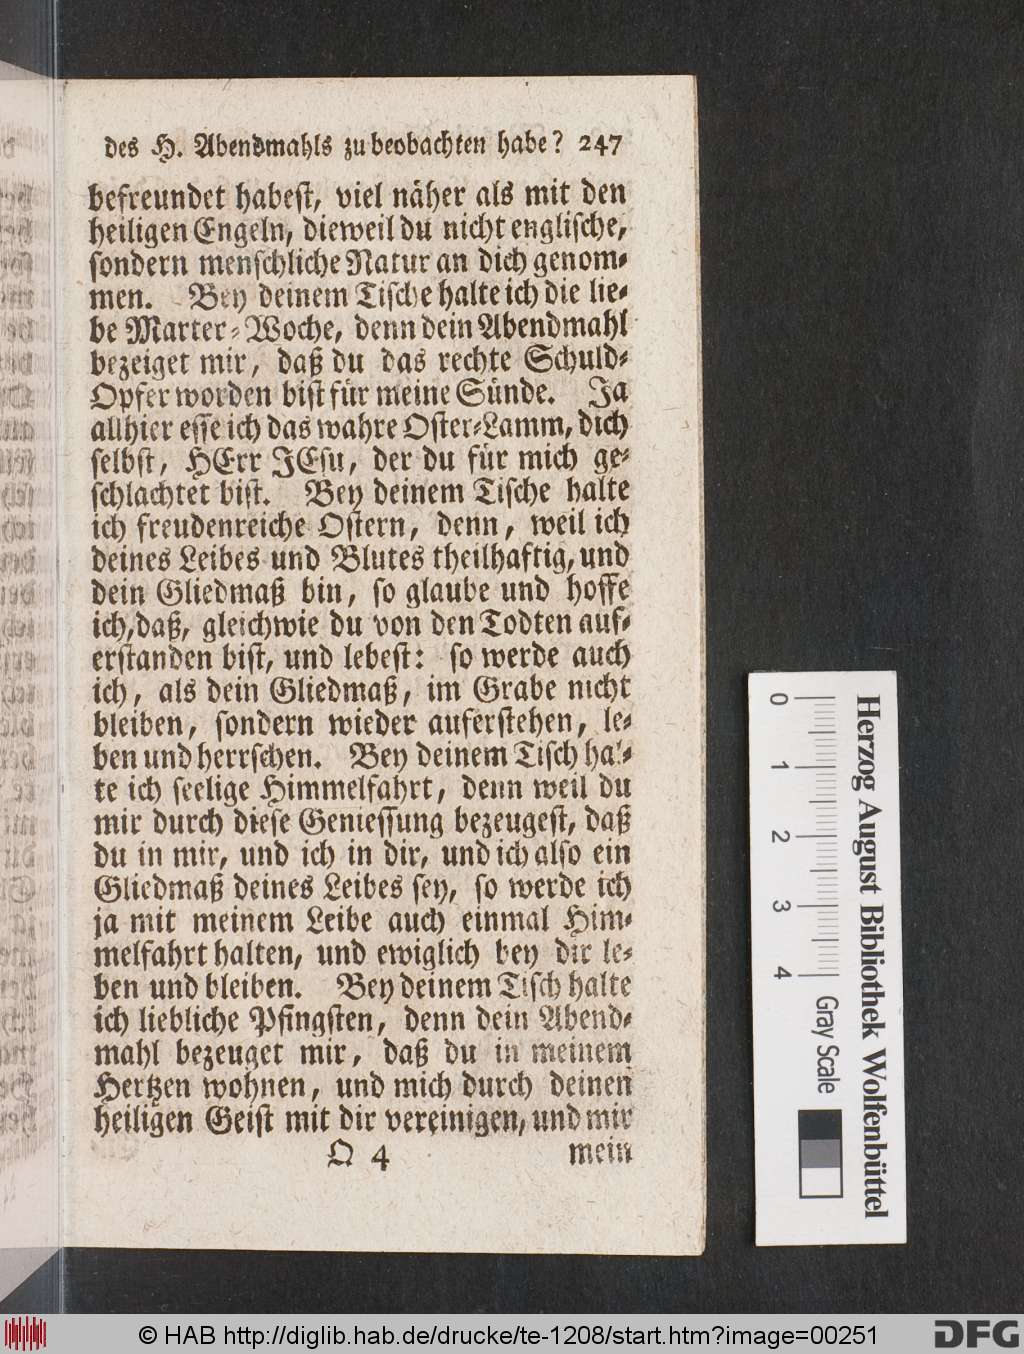 des H. Abendmahls zu beobachten habe? 247
befreundet habest, viel näher als mit den
heiligen Engeln, dieweil du nicht englische,
sondern menschliche Natur an dich genom-
men. Bey deinem Tische halte ich die lie-
be Marter-Woche, denn dein Abendmahl
bezeiget mir, daß du das rechte Schuld-
Opfer worden bist für meine Sünde. Ja
allhier esse ich das wahre Oster-Lamm, dich
selbst, HErr JEsu, der du für mich ge-
schlachtet bist. Bey deinem Tische halte
ich freudenreiche Ostern, denn, weil ich
deines Leibes und Blutes theilhaftig, und
dein Gliedmaß bin, so glaube und hoffe
ich, daß, gleichwie du von den Todten auf-
erstanden bist, und lebest: so werde auch
ich, als dein Gliedmaß, im Grabe nicht
bleiben, sondern wieder auferstehen, le-
ben und herrschen. Bey deinem Tisch hal-
te ich seelige Himmelfahrt, denn weil du
mir durch diese Geniessung bezeugest, daß
du in mir, und ich in dir, und ich also ein
Gliedmaß deines Leibes sey, so werde ich
ja mit meinem Leibe auch einmal Him-
melfahrt halten, und ewiglich bey dir le-
ben und bleiben. Bey deinem Tisch halte
ich liebliche Pfingsten, denn dein Abend-
mahl bezeuget mir, daß du in meinem
Hertzen wohnen, und mich durch deinen
heiligen Geist mit dir vereinigen, und mir
Q 4 mein
Herzog August Bibliothek Wolfenbüttel
0 1 2 3 4 Gray Scale
© HAB http://diglib.hab.de/drucke/te-1208/start.htm?image=00251
DFG